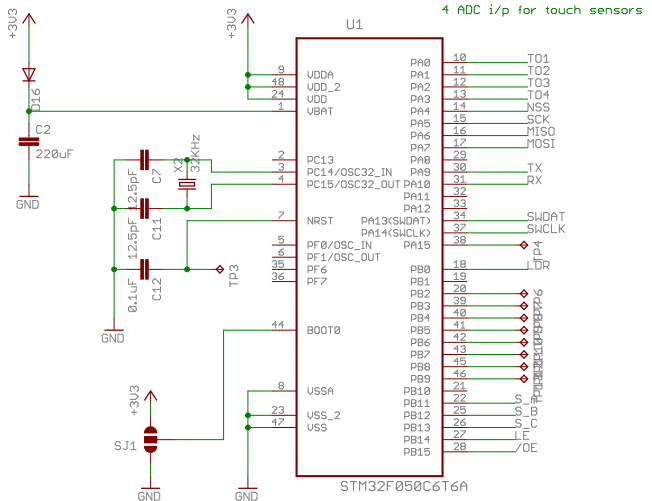 4 ADC i/p for touch sensors
+3V3
+3V3
U1
D16
C2
220uF
GND
9 VDDA
48 VDD_2
24 VDD
1 VBAT
2 PC13
3 PC14/OSC32_IN
4 PC15/OSC32_OUT
7 NRST
5 PF0/OSC_IN
6 PF1/OSC_OUT
35 PF6
36 PF7
44 BOOT0
8 VSSA
23 VSS_2
47 VSS
X2
32KHz
C7
12.5pF
C11
12.5pF
C12
0.1uF
TP3
GND
+3V3
SJ1
GND
GND
PA0 10 TO1
PA1 11 TO2
PA2 12 TO3
PA3 13 TO4
PA4 14 NSS
PA5 15 SCK
PA6 16 MISO
PA7 17 MOSI
PA8 29
PA9 30 TX
PA10 31 RX
PA11 32
PA12 33
PA13(SWDAT) 34 SWDAT
PA14(SWCLK) 37 SWCLK
PA15 38 TP4
PB0 18 LDR
PB1 19
PB2 20
PB3 39
PB4 40
PB5 41
PB6 42
PB7 43
PB8 45
PB9 46
PB10 21
PB11 22
PB12 25 S_B
PB13 26 S_C
PB14 27 LE
PB15 28 /OE
STM32F050C6T6A